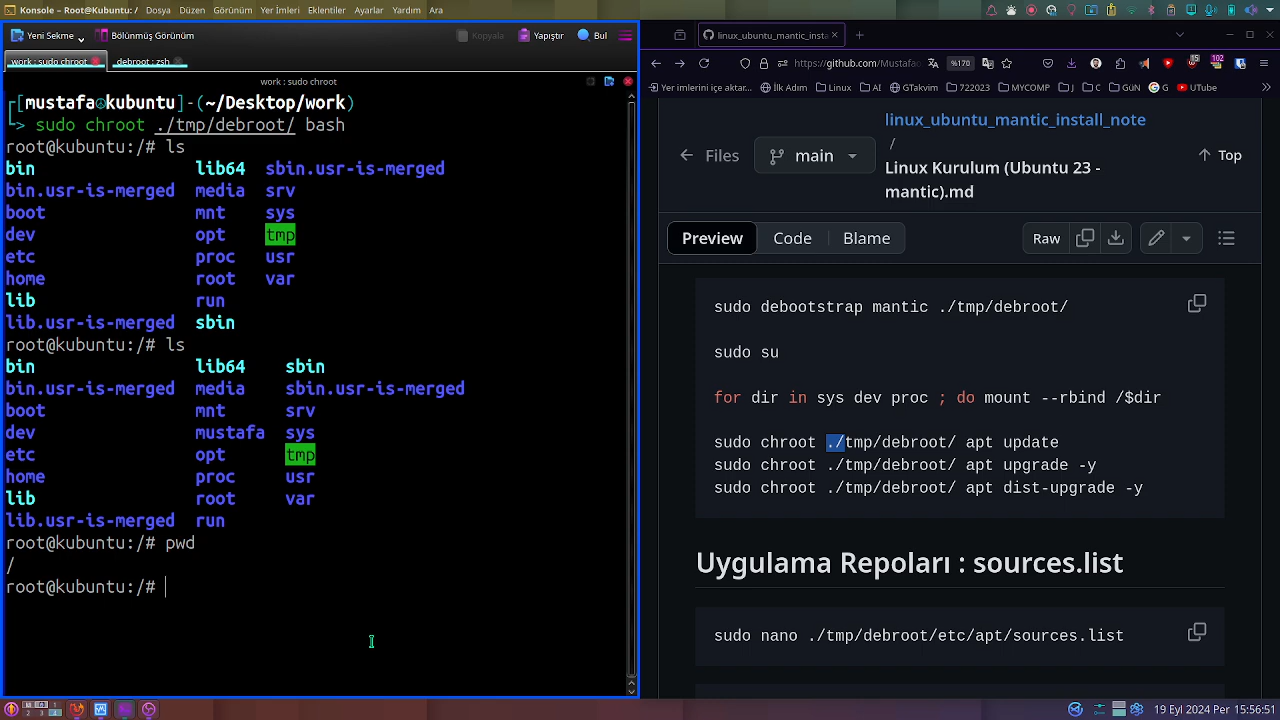 Konsole – Root@Kubuntu: / Dosya Düzen Görünüm Yer İmleri Eklentiler Ayarlar Yardım Ara
Yeni Sekme Bölünmüş Görünüm Kopyala Yapıştır Bul
work : sudo chroot debroot : zsh
work : sudo chroot
┌[mustafa☮kubuntu]-(~/Desktop/work)
└> sudo chroot ./tmp/debroot/ bash
root@kubuntu:/# ls
bin lib64 sbin.usr-is-merged
bin.usr-is-merged media srv
boot mnt sys
dev opt tmp
etc proc usr
home root var
lib run
lib.usr-is-merged sbin
root@kubuntu:/# ls
bin lib64 sbin
bin.usr-is-merged media sbin.usr-is-merged
boot mnt srv
dev mustafa sys
etc opt tmp
home proc usr
lib root var
lib.usr-is-merged run
root@kubuntu:/# pwd
/
root@kubuntu:/#
linux_ubuntu_mantic_inst
https://github.com/Mustafa %170
Yer imlerini içe aktar... İlk Adım Linux AI GTakvim 722023 MYCOMP J C GüN G UTube
Files main
linux_ubuntu_mantic_install_note
/
Linux Kurulum (Ubuntu 23 -
mantic).md
Top
Preview Code Blame Raw
sudo debootstrap mantic ./tmp/debroot/
sudo su
for dir in sys dev proc ; do mount --rbind /$dir
sudo chroot ./tmp/debroot/ apt update
sudo chroot ./tmp/debroot/ apt upgrade -y
sudo chroot ./tmp/debroot/ apt dist-upgrade -y
Uygulama Repoları : sources.list
sudo nano ./tmp/debroot/etc/apt/sources.list
19 Eyl 2024 Per 15:56:51